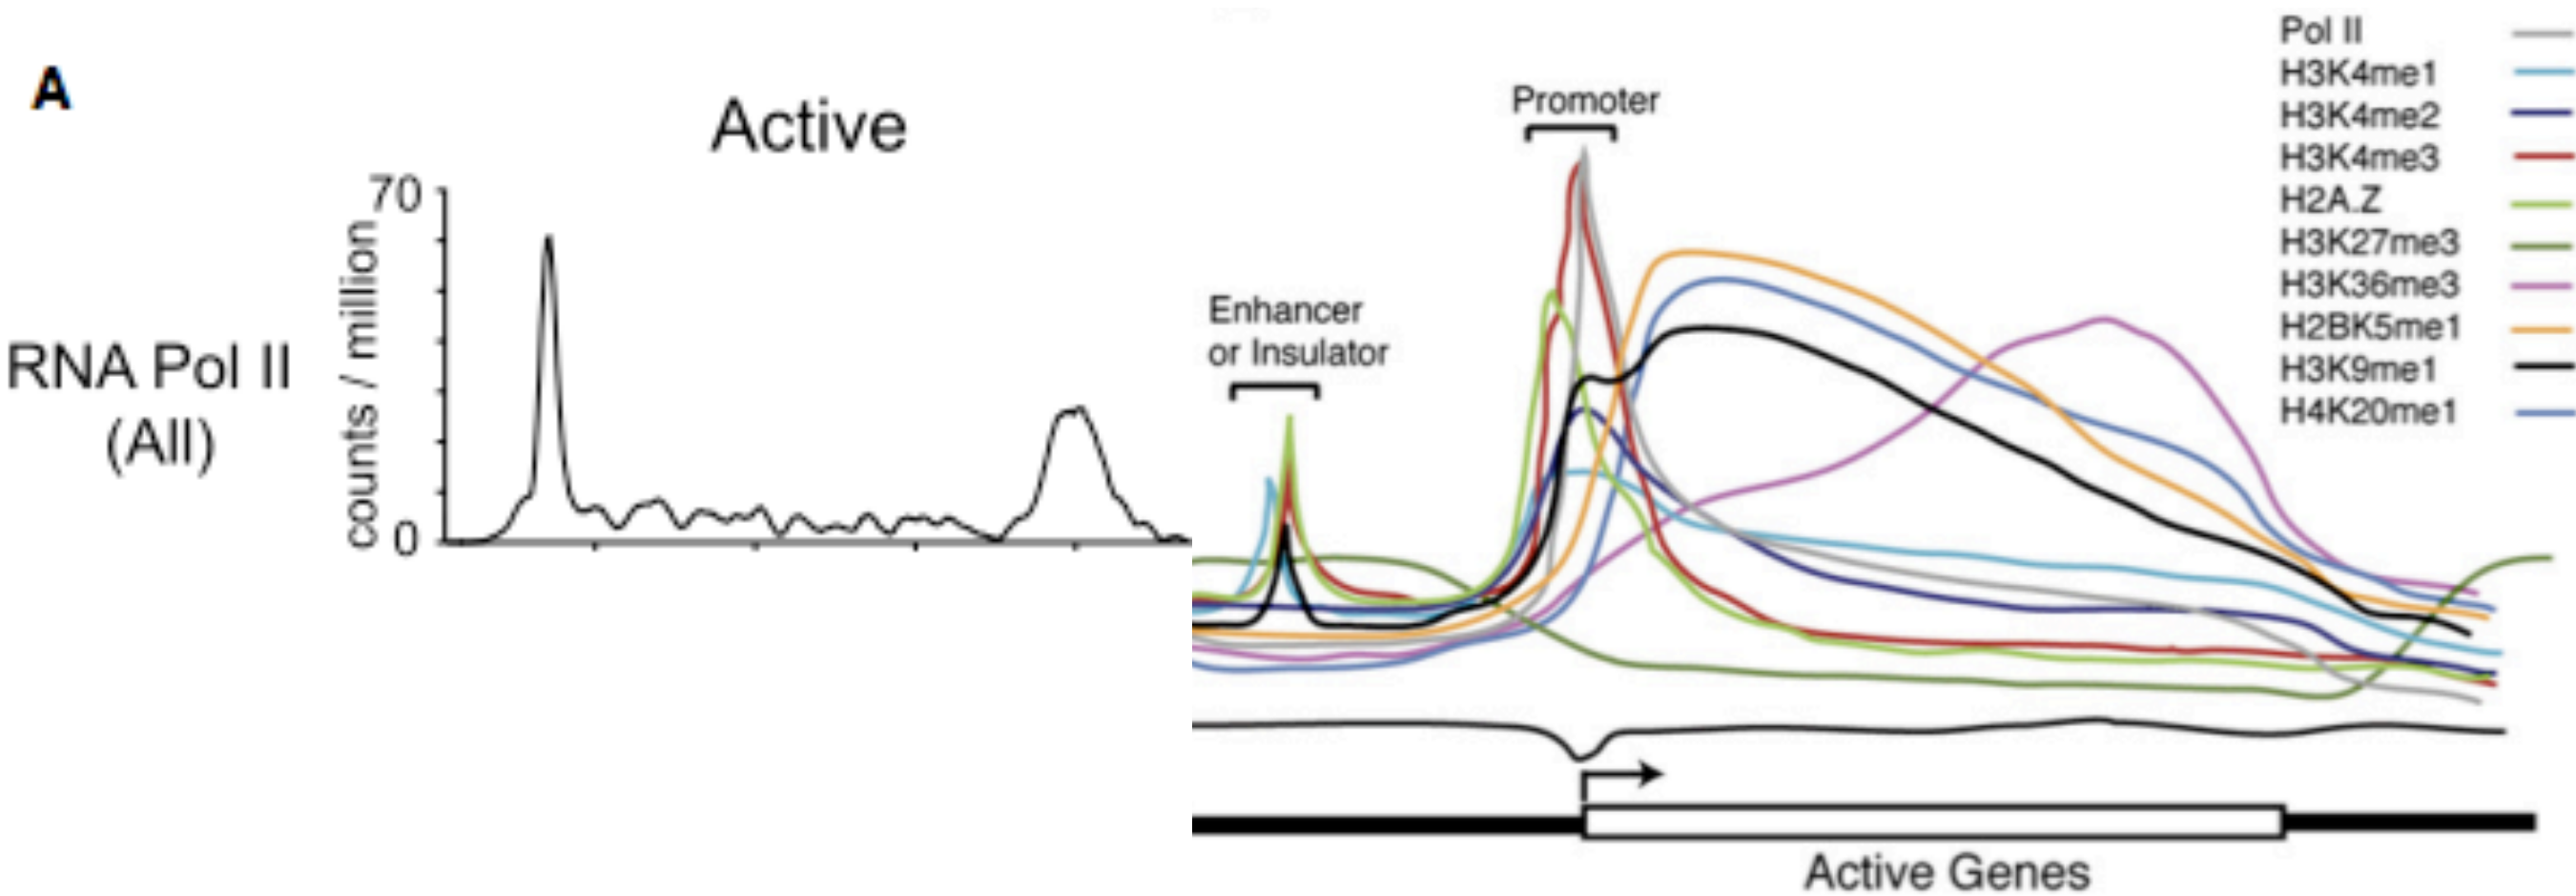 A
Active
70
counts / million
0
RNA Pol II
(All)
Promoter
Enhancer
or Insulator
Pol II
H3K4me1
H3K4me2
H3K4me3
H2A.Z
H3K27me3
H3K36me3
H2BK5me1
H3K9me1
H4K20me1
Active Genes